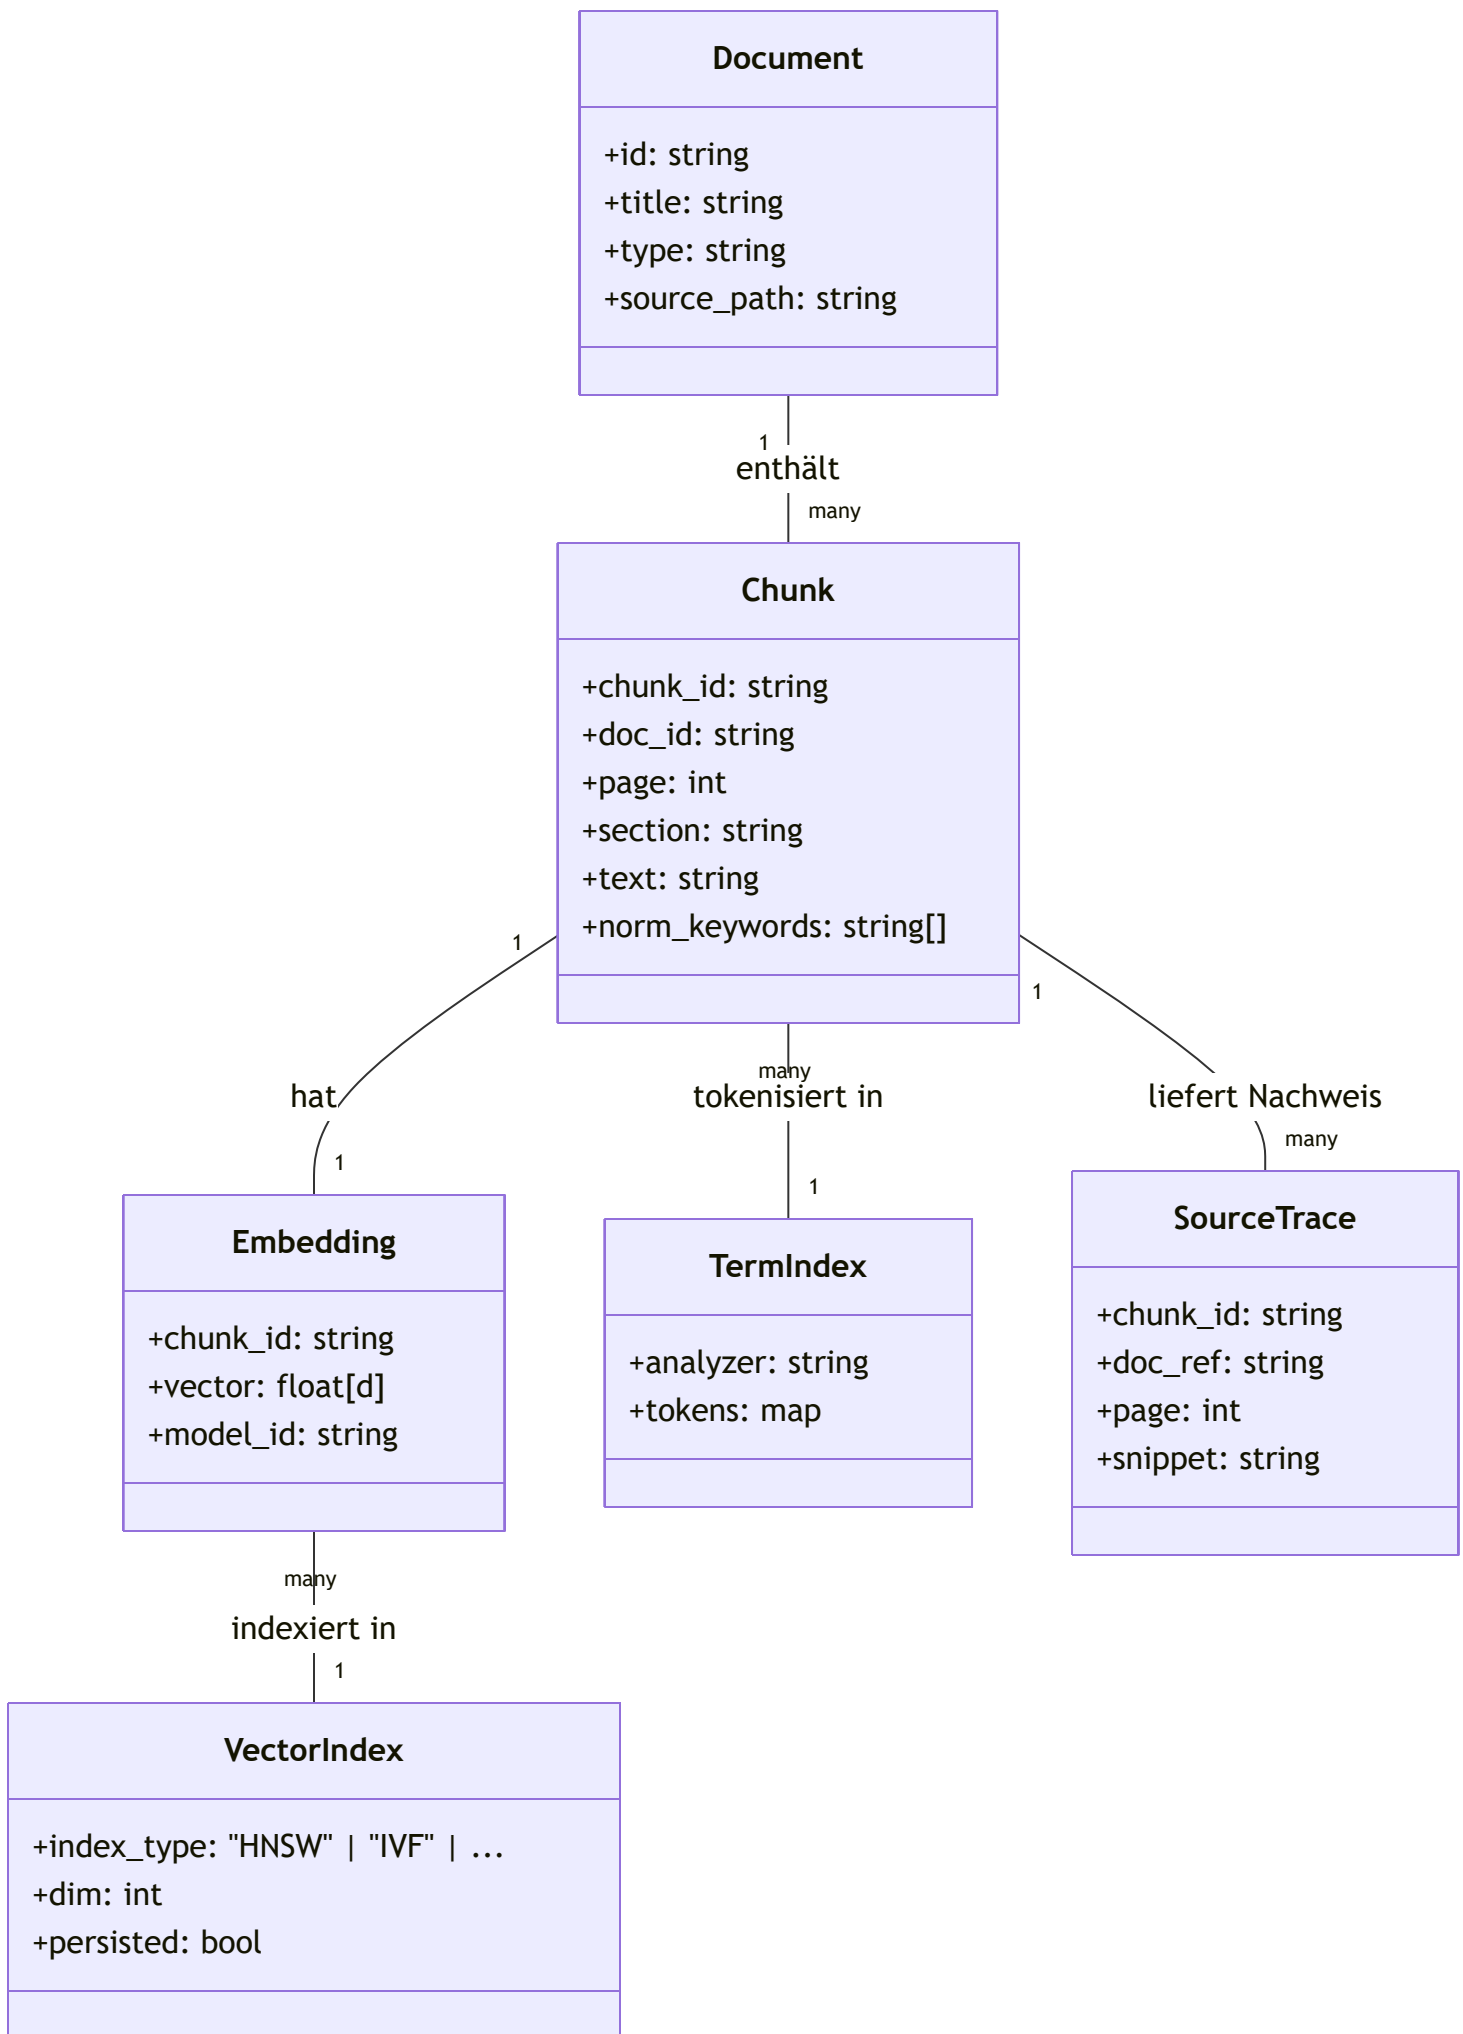 Document
+id: string
+title: string
+type: string
+source_path: string
1
enthält
many
Chunk
+chunk_id: string
+doc_id: string
+page: int
+section: string
+text: string
+norm_keywords: string[]
1
1
many
hat
tokenisiert in
liefert Nachweis
many
1
1
Embedding
+chunk_id: string
+vector: float[d]
+model_id: string
TermIndex
+analyzer: string
+tokens: map
SourceTrace
+chunk_id: string
+doc_ref: string
+page: int
+snippet: string
many
indexiert in
1
VectorIndex
+index_type: "HNSW" | "IVF" | ...
+dim: int
+persisted: bool